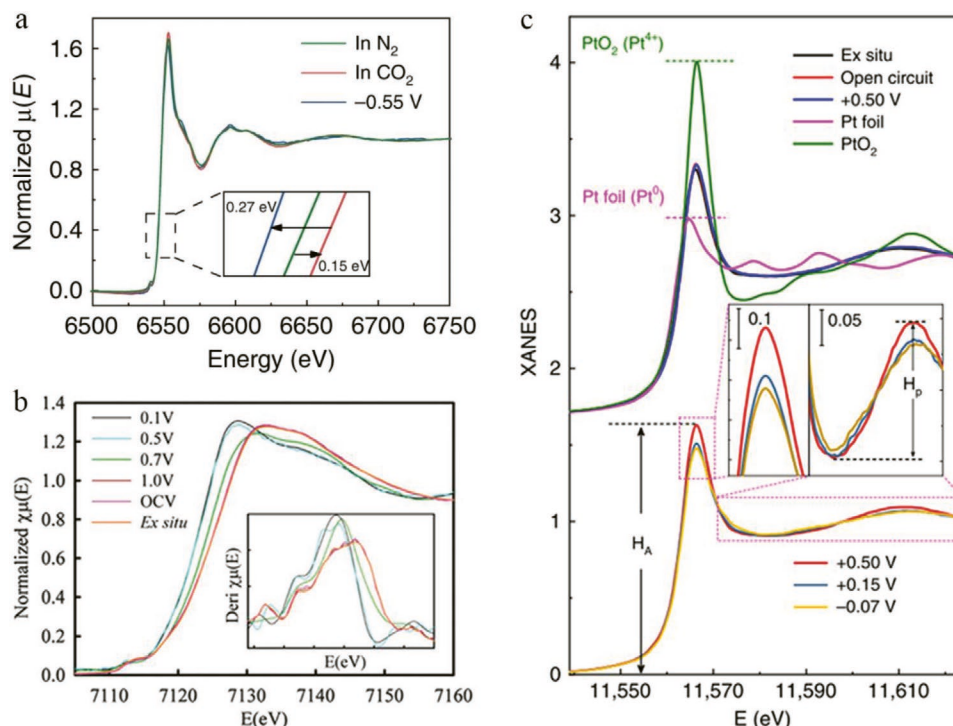 a
1.6
1.2
0.8
0.4
0.0
Normalized μ(E)
In N₂
In CO₂
−0.55 V
0.27 eV
0.15 eV
6500 6550 6600 6650 6700 6750
Energy (eV)
b
1.4
1.2
1.0
0.8
0.6
0.4
0.2
0.0
Normalized χμ(E)
0.1V
0.5V
0.7V
1.0V
OCV
Ex situ
Deri χμ(E)
E(eV)
7110 7120 7130 7140 7150 7160
E(eV)
c
PtO₂ (Pt⁴⁺)
Ex situ
Open circuit
+0.50 V
Pt foil
PtO₂
Pt foil (Pt⁰)
4
3
2
1
0
XANES
0.1
0.05
Hₚ
H_A
+0.50 V
+0.15 V
−0.07 V
11,550 11,570 11,590 11,610
E (eV)